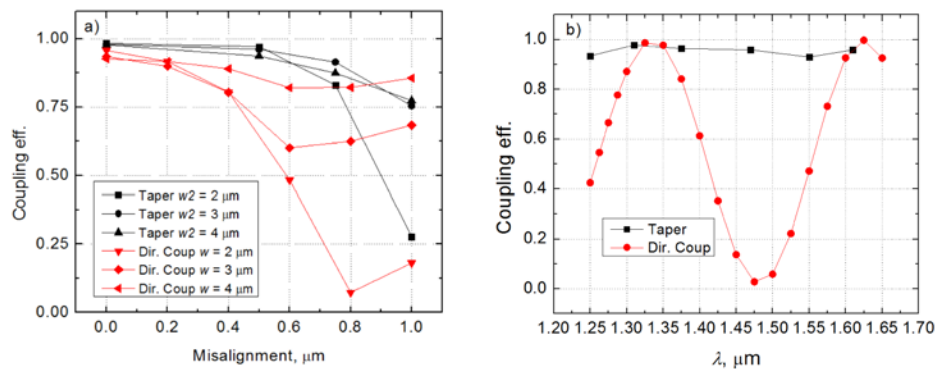 a)
1.00
0.75
0.50
0.25
0.00
Coupling eff.
Taper w2 = 2 μm
Taper w2 = 3 μm
Taper w2 = 4 μm
Dir. Coup w = 2 μm
Dir. Coup w = 3 μm
Dir. Coup w = 4 μm
0.0 0.2 0.4 0.6 0.8 1.0
Misalignment, μm
b)
1.0
0.8
0.6
0.4
0.2
0.0
Coupling eff.
Taper
Dir. Coup
1.20 1.25 1.30 1.35 1.40 1.45 1.50 1.55 1.60 1.65 1.70
λ, μm